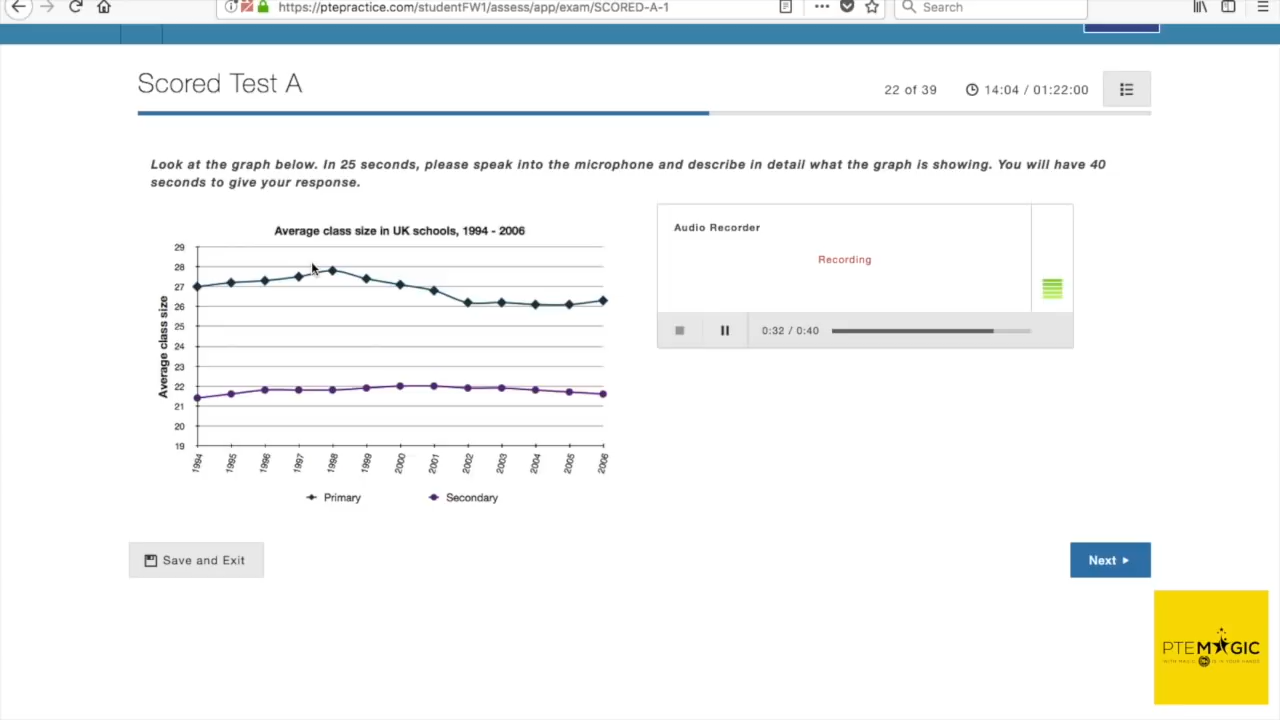 https://ptepractice.com/studentFW1/assess/app/exam/SCORED-A-1
Search
Scored Test A
22 of 39
14:04 / 01:22:00
Look at the graph below. In 25 seconds, please speak into the microphone and describe in detail what the graph is showing. You will have 40
seconds to give your response.
Average class size in UK schools, 1994 - 2006
29
28
27
26
25
24
23
22
21
20
19
Average class size
1994
1995
1996
1997
1998
1999
2000
2001
2002
2003
2004
2005
2006
Primary
Secondary
Audio Recorder
Recording
0:32 / 0:40
Save and Exit
Next
PTEMAGIC